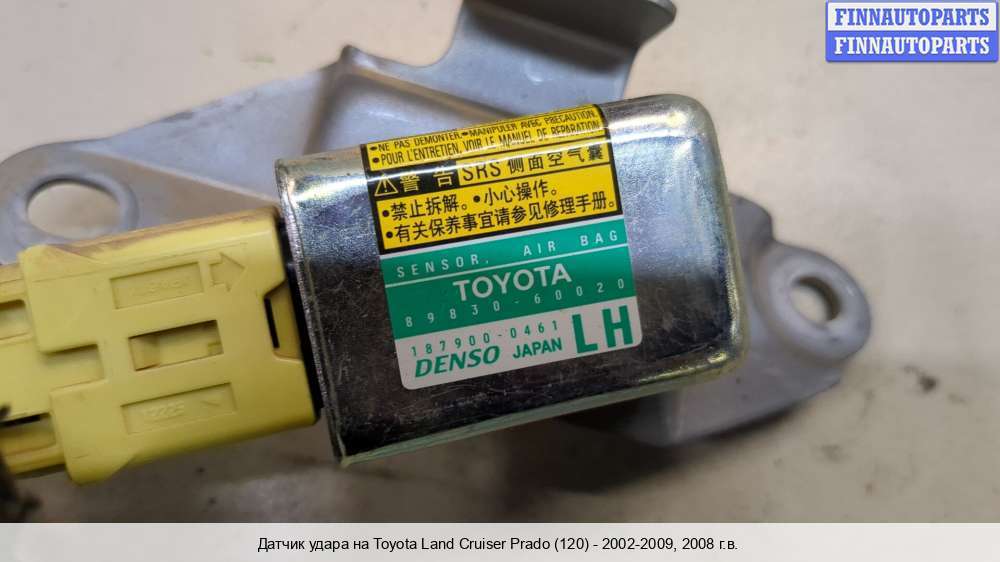 FINNAUTOPARTS
FINNAUTOPARTS
•NE PAS DEMONTER. •MANIPULER AVEC PRECAUTION.
•POUR L'ENTRETIEN, VOIR LE MANUEL DE REPARATION
警告 SRS 侧面空气囊
•禁止拆解。 •小心操作。
•有关保养事宜请参见修理手册.
SENSOR, AIR BAG
TOYOTA
89830-60020
187900-0461
DENSO JAPAN LH
Датчик удара на Toyota Land Cruiser Prado (120) - 2002-2009, 2008 г.в.